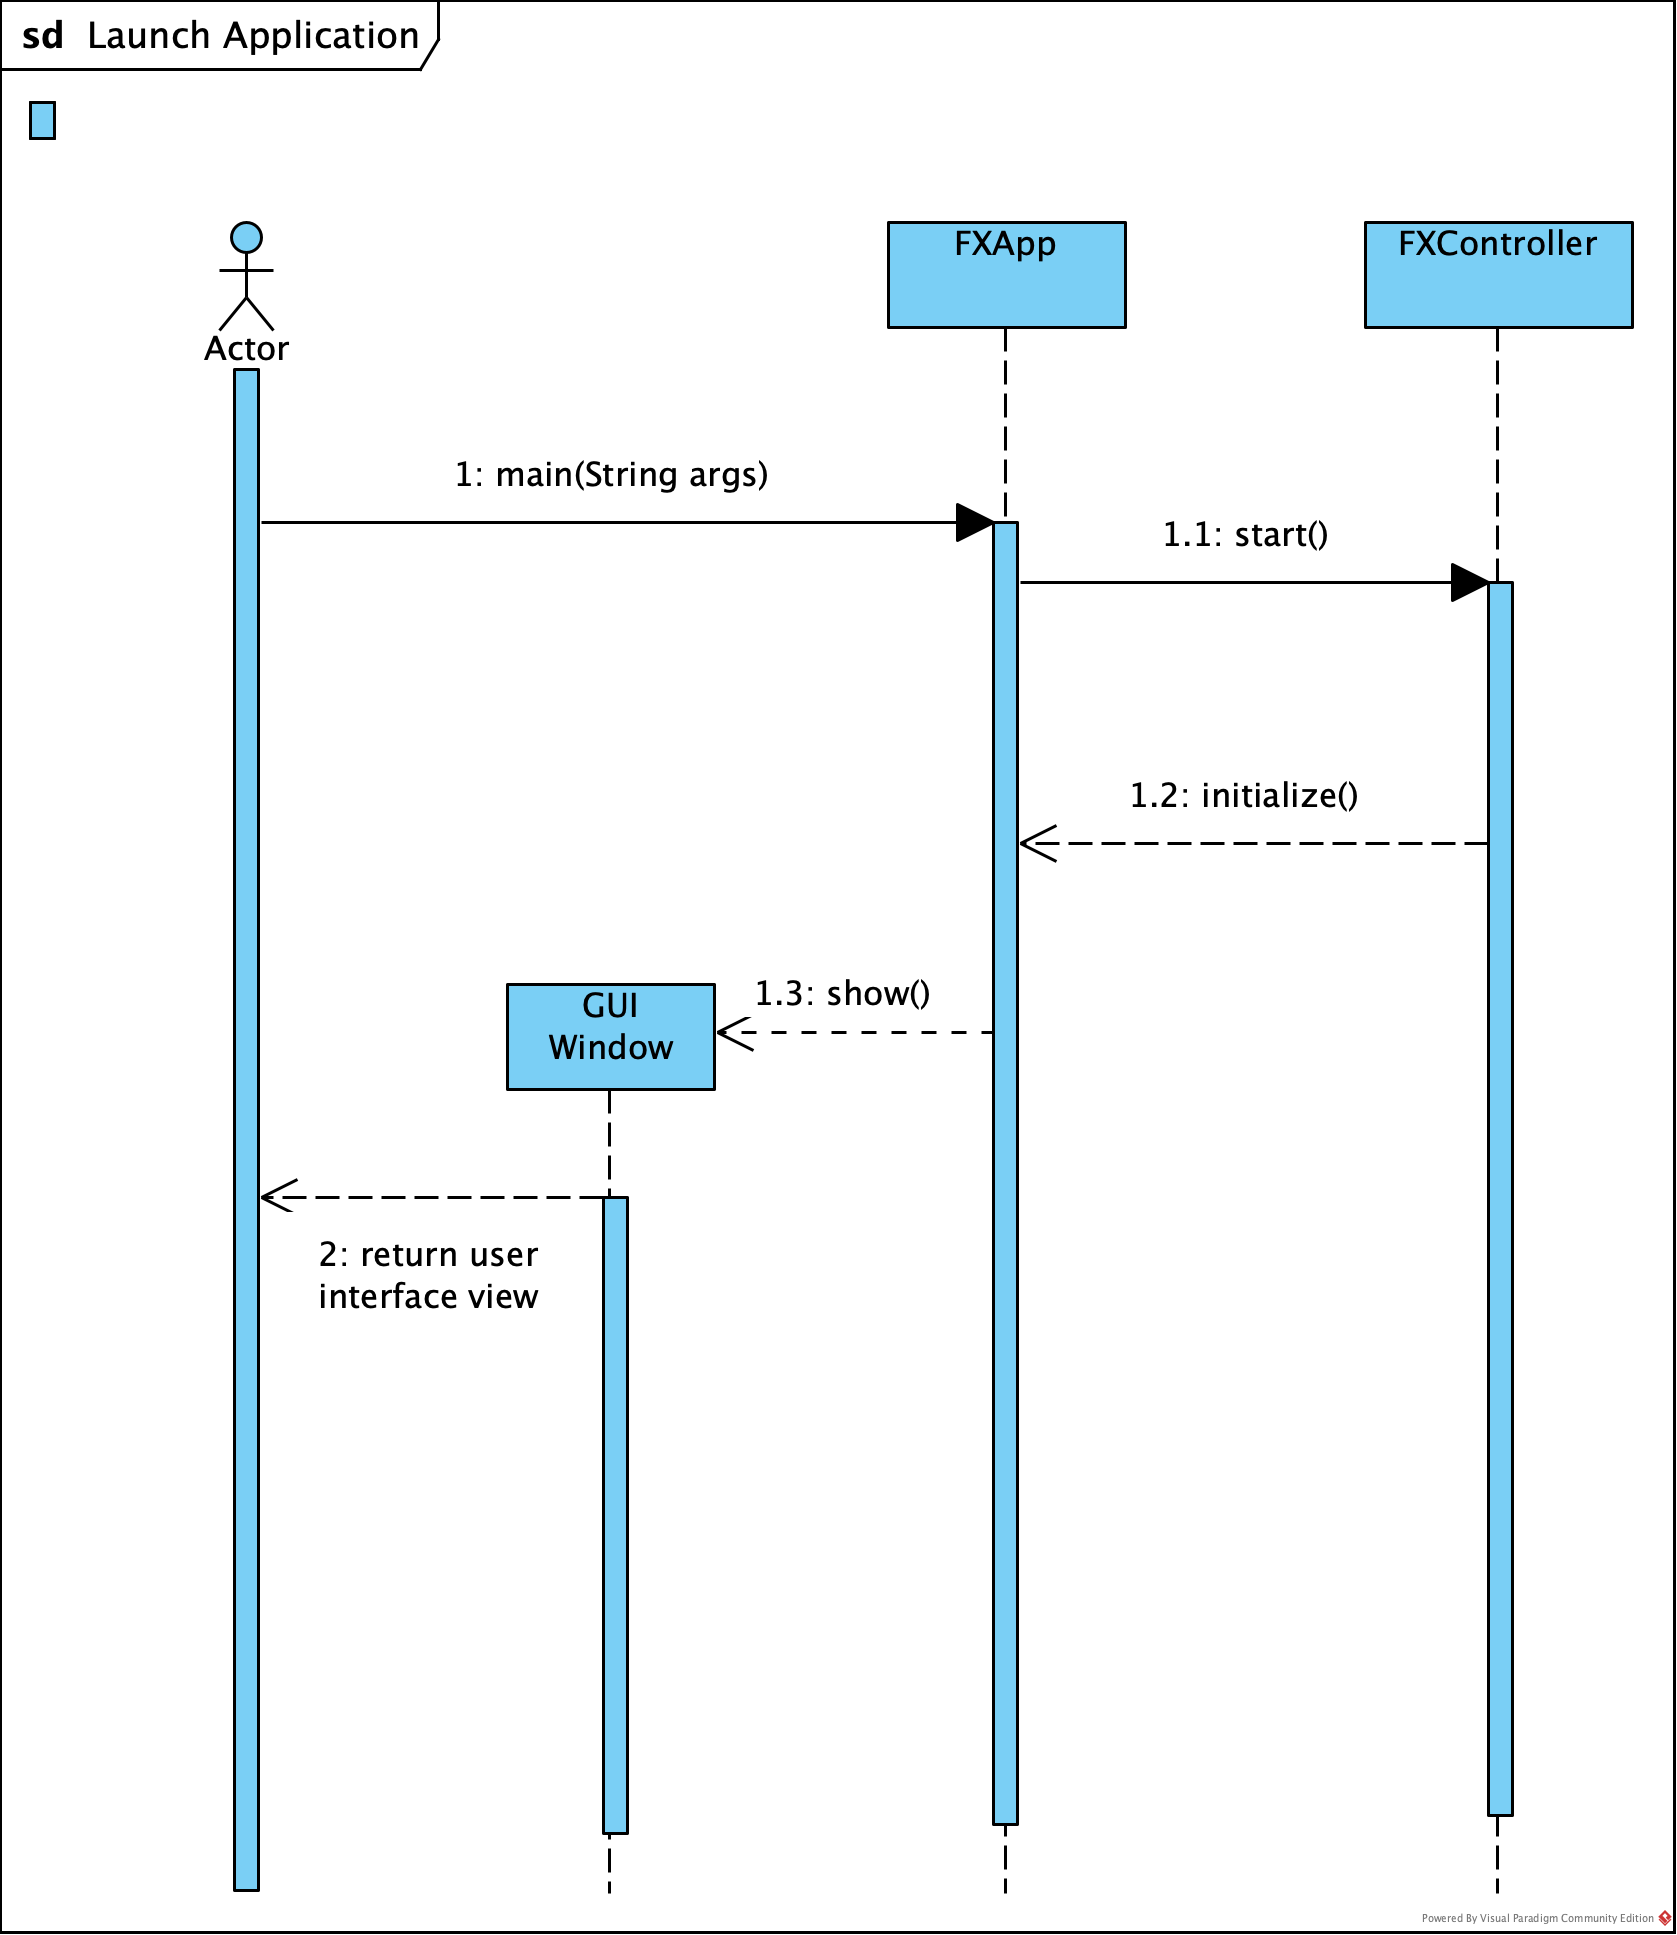 sd Launch Application
Actor
FXApp
FXController
1: main(String args)
1.1: start()
1.2: initialize()
1.3: show()
GUI
Window
2: return user
interface view
Powered By Visual Paradigm Community Edition